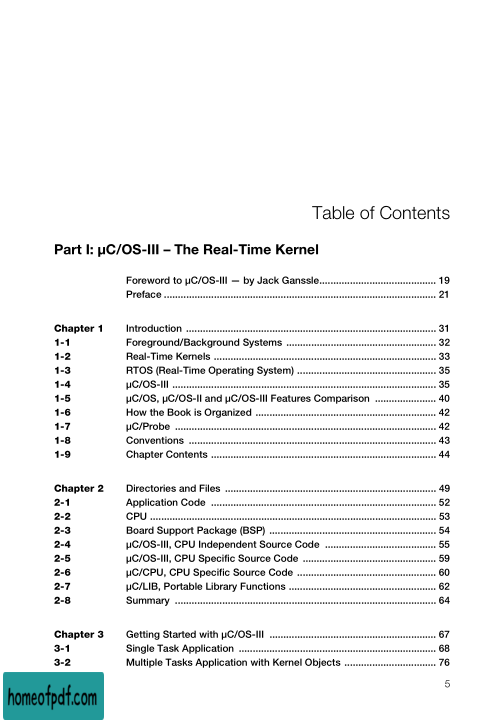 Table of Contents
Part I: µC/OS-III – The Real-Time Kernel
Foreword to µC/OS-III — by Jack Ganssle.......................................... 19
Preface .................................................................................................. 21
Chapter 1 Introduction .......................................................................................... 31
1-1 Foreground/Background Systems ...................................................... 32
1-2 Real-Time Kernels ................................................................................ 33
1-3 RTOS (Real-Time Operating System) .................................................. 35
1-4 µC/OS-III ............................................................................................... 35
1-5 µC/OS, µC/OS-II and µC/OS-III Features Comparison ...................... 40
1-6 How the Book is Organized ................................................................. 42
1-7 µC/Probe .............................................................................................. 42
1-8 Conventions ......................................................................................... 43
1-9 Chapter Contents ................................................................................. 44
Chapter 2 Directories and Files ............................................................................ 49
2-1 Application Code ................................................................................. 52
2-2 CPU ....................................................................................................... 53
2-3 Board Support Package (BSP) ............................................................ 54
2-4 µC/OS-III, CPU Independent Source Code ........................................ 55
2-5 µC/OS-III, CPU Specific Source Code ................................................ 59
2-6 µC/CPU, CPU Specific Source Code .................................................. 60
2-7 µC/LIB, Portable Library Functions ..................................................... 62
2-8 Summary .............................................................................................. 64
Chapter 3 Getting Started with µC/OS-III ............................................................ 67
3-1 Single Task Application ....................................................................... 68
3-2 Multiple Tasks Application with Kernel Objects ................................. 76
5
homeofpdf.com